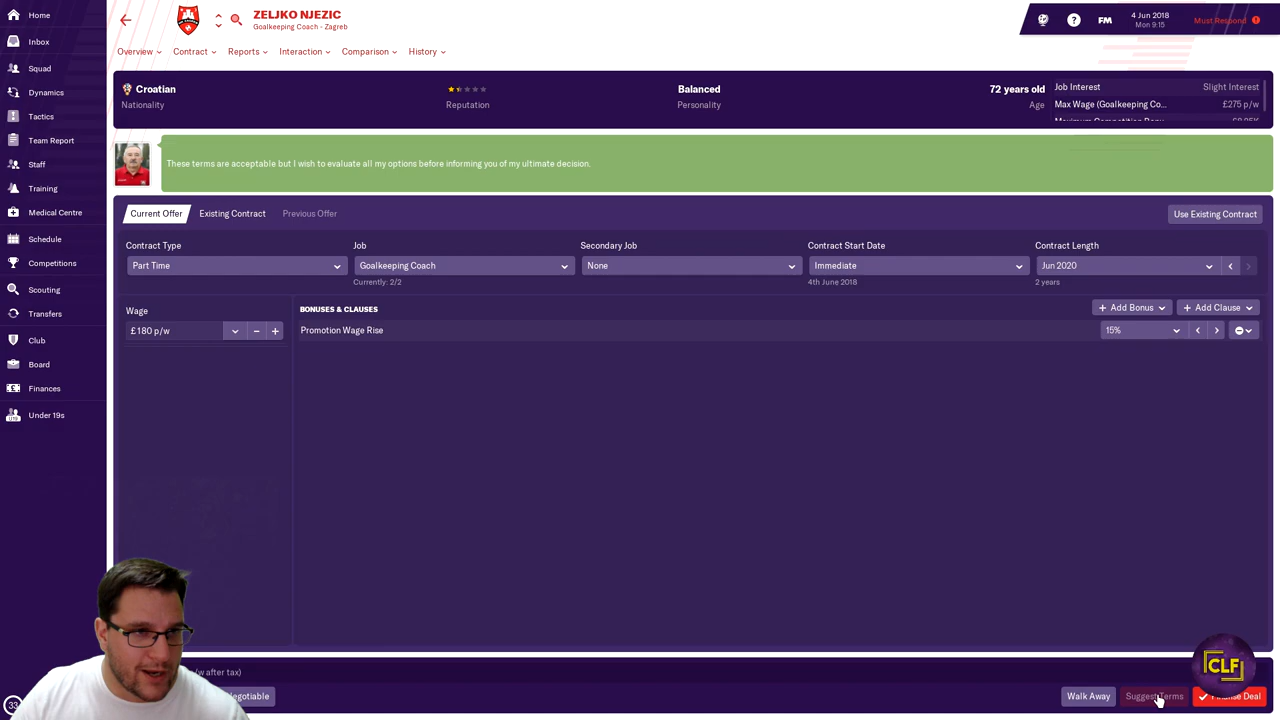 Home
Inbox
Squad
Dynamics
Tactics
Team Report
Staff
Training
Medical Centre
Schedule
Competitions
Scouting
Transfers
Club
Board
Finances
Under 19s
33
ZELJKO NJEZIC
Goalkeeping Coach - Zagreb
? FM
4 Jun 2018
Mon 9:15
Must Respond
Overview Contract Reports Interaction Comparison History
Croatian
Nationality
Reputation
Balanced
Personality
72 years old
Age
Job Interest Slight Interest
Max Wage (Goalkeeping Co... £275 p/w
These terms are acceptable but I wish to evaluate all my options before informing you of my ultimate decision.
Current Offer Existing Contract Previous Offer
Use Existing Contract
Contract Type Job Secondary Job Contract Start Date Contract Length
Part Time Goalkeeping Coach None Immediate Jun 2020
Currently: 2/2 4th June 2018 2 years
Wage
£180 p/w
BONUSES & CLAUSES
+ Add Bonus + Add Clause
Promotion Wage Rise 15%
/w after tax)
egotiable
Walk Away Suggest Terms Finalise Deal
CLF